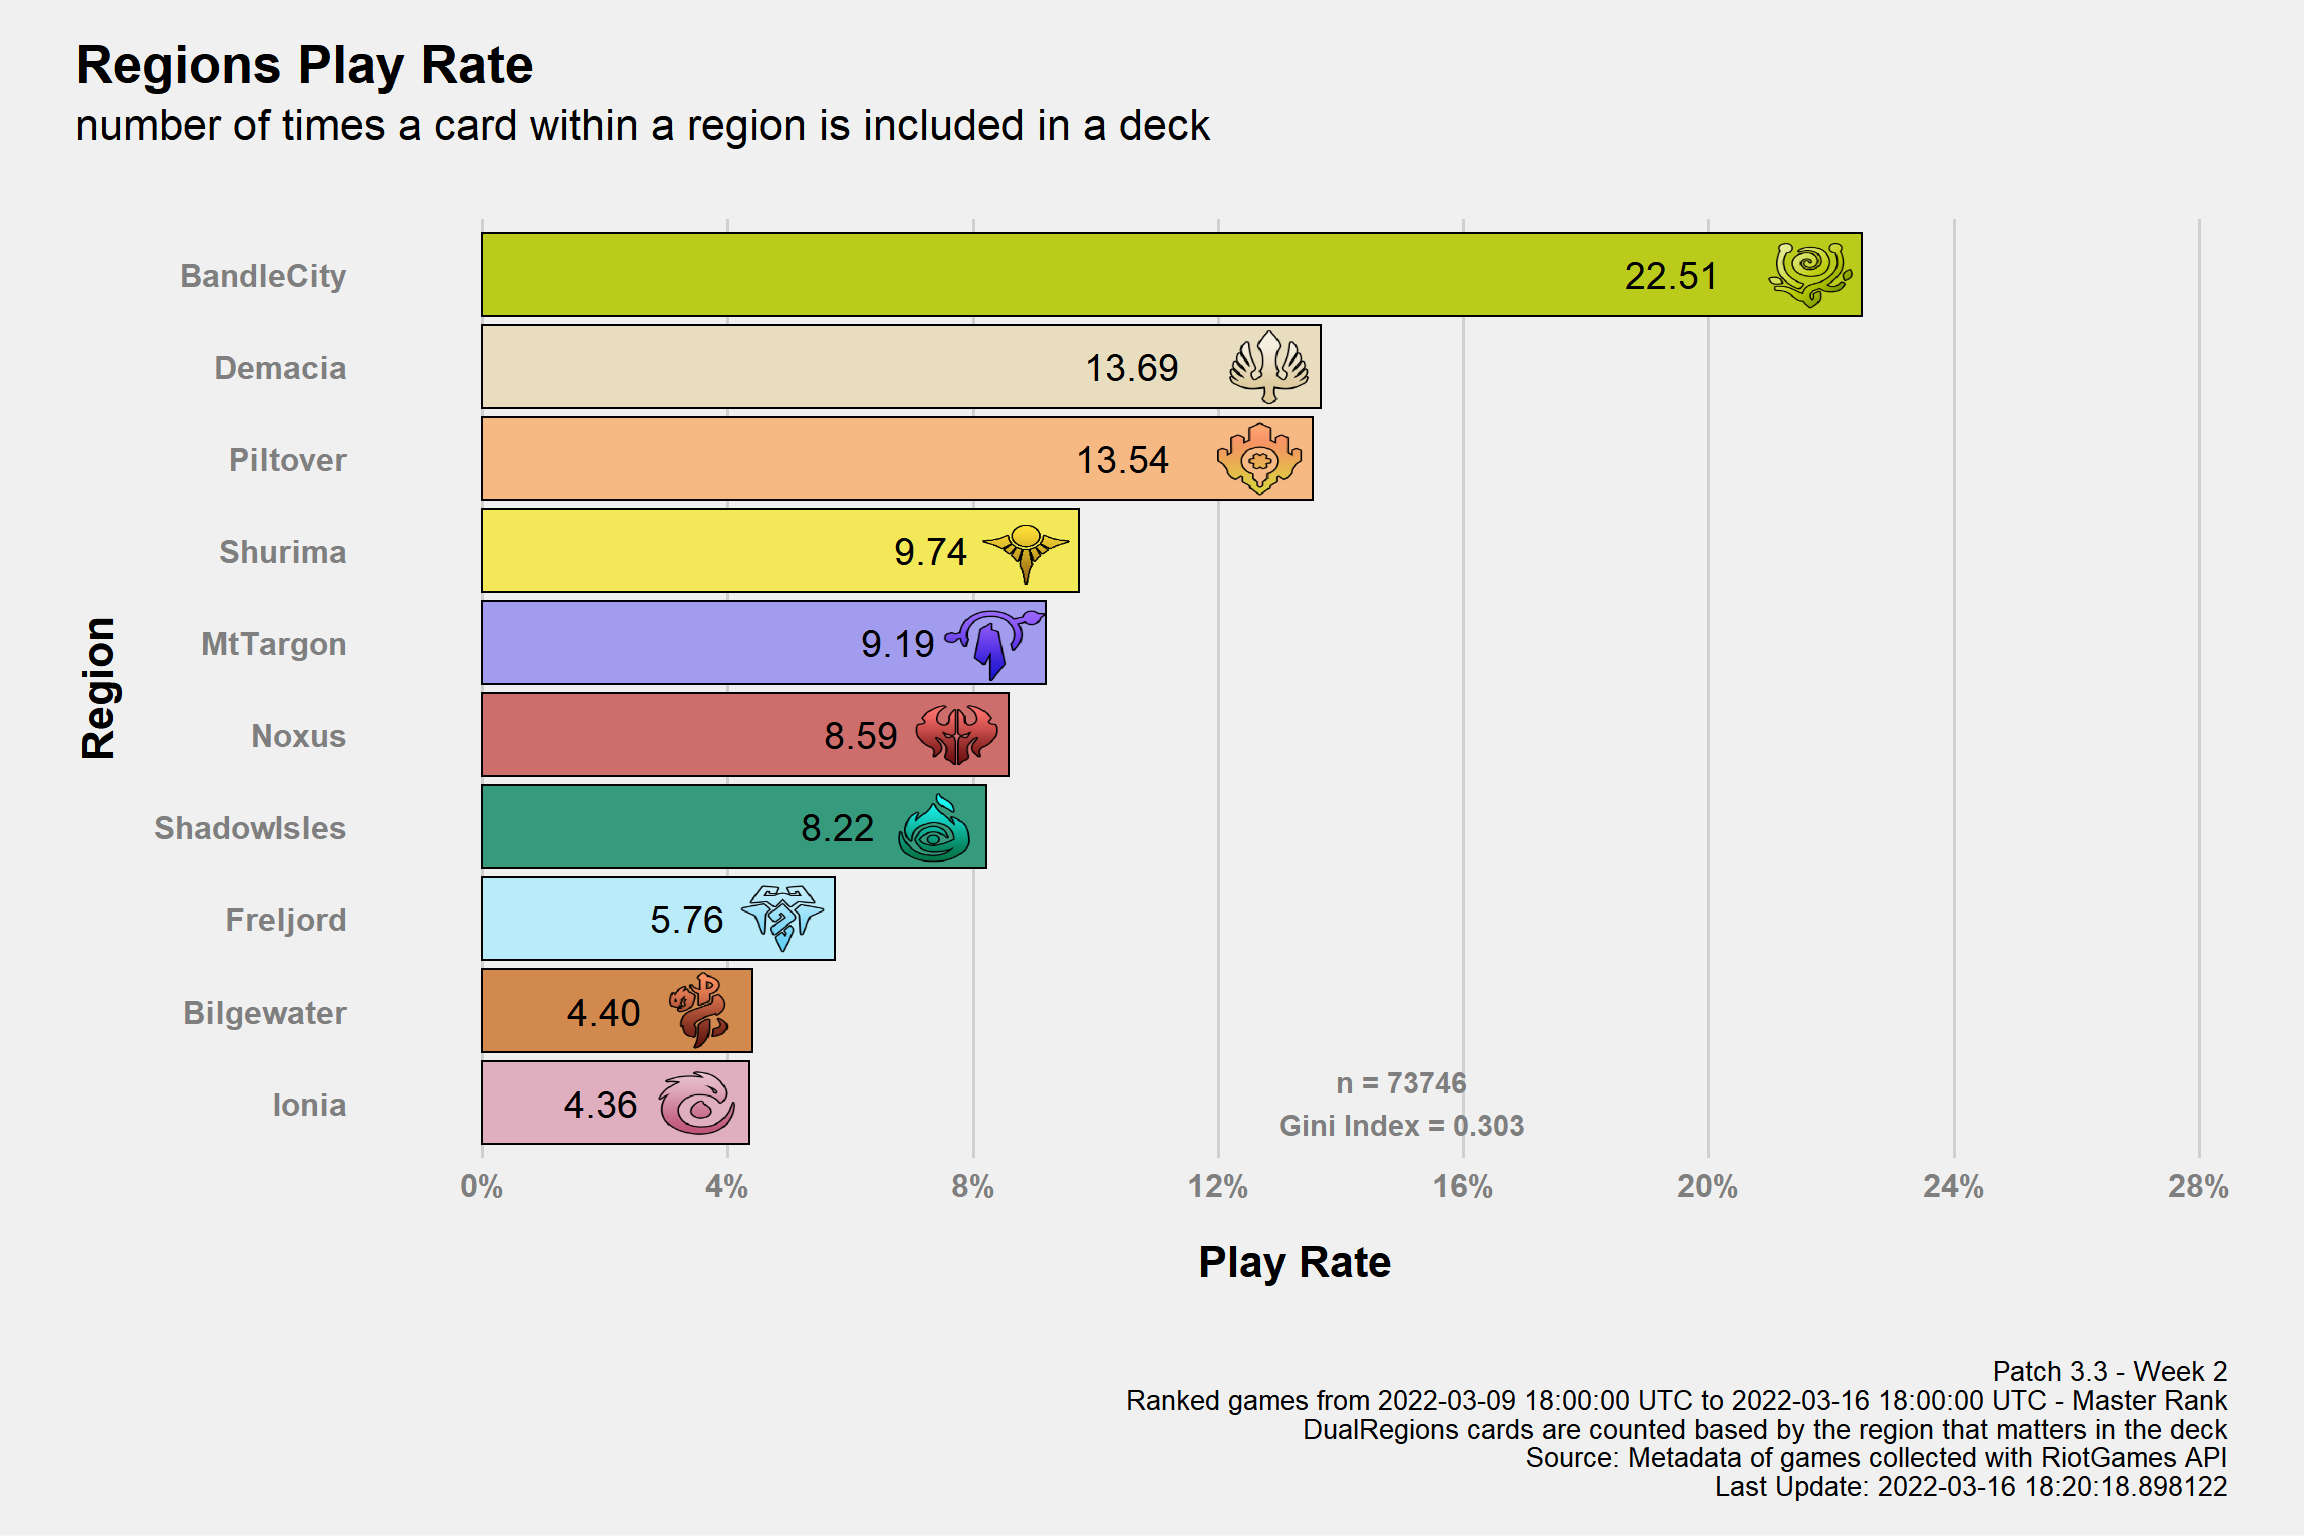 Regions Play Rate
number of times a card within a region is included in a deck
Region
BandleCity 22.51
Demacia 13.69
Piltover 13.54
Shurima 9.74
MtTargon 9.19
Noxus 8.59
ShadowIsles 8.22
Freljord 5.76
Bilgewater 4.40
Ionia 4.36
n = 73746
Gini Index = 0.303
0% 4% 8% 12% 16% 20% 24% 28%
Play Rate
Patch 3.3 - Week 2
Ranked games from 2022-03-09 18:00:00 UTC to 2022-03-16 18:00:00 UTC - Master Rank
DualRegions cards are counted based by the region that matters in the deck
Source: Metadata of games collected with RiotGames API
Last Update: 2022-03-16 18:20:18.898122